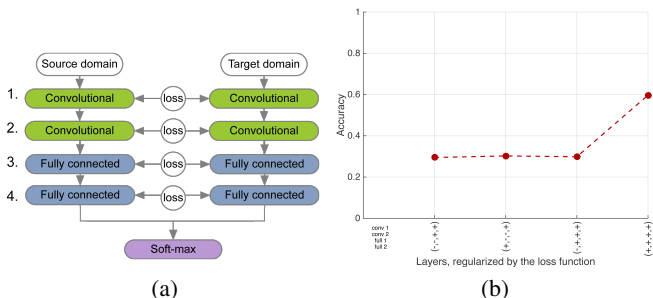 Source domain
Target domain
1. Convolutional
loss
Convolutional
2. Convolutional
loss
Convolutional
3. Fully connected
loss
Fully connected
4. Fully connected
loss
Fully connected
Soft-max
(a)
1
0.8
0.6
0.4
0.2
0
Accuracy
conv 1
conv 2
full 1
full 2
(-,-,+,+)
(+,-,-,+)
(-,+,+,+)
(+,+,+,+)
Layers, regularized by the loss function
(b)